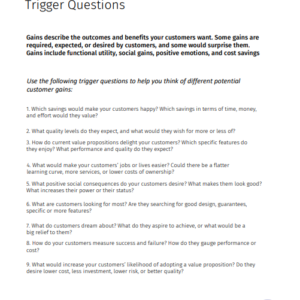 Trigger Questions
Gains describe the outcomes and benefits your customers want. Some gains are
required, expected, or desired by customers, and some would surprise them.
Gains include functional utility, social gains, positive emotions, and cost savings
Use the following trigger questions to help you think of different potential
customer gains:
1. Which savings would make your customers happy? Which savings in terms of time, money,
and effort would they value?
2. What quality levels do they expect, and what would they wish for more or less of?
3. How do current value propositions delight your customers? Which specific features do
they enjoy? What performance and quality do they expect?
4. What would make your customers' jobs or lives easier? Could there be a flatter
learning curve, more services, or lower costs of ownership?
5. What positive social consequences do your customers desire? What makes them look good?
What increases their power or their status?
6. What are customers looking for most? Are they searching for good design, guarantees,
specific or more features?
7. What do customers dream about? What do they aspire to achieve, or what would be a
big relief to them?
8. How do your customers measure success and failure? How do they gauge performance or
cost?
9. What would increase your customers' likelihood of adopting a value proposition? Do they
desire lower cost, less investment, lower risk, or better quality?